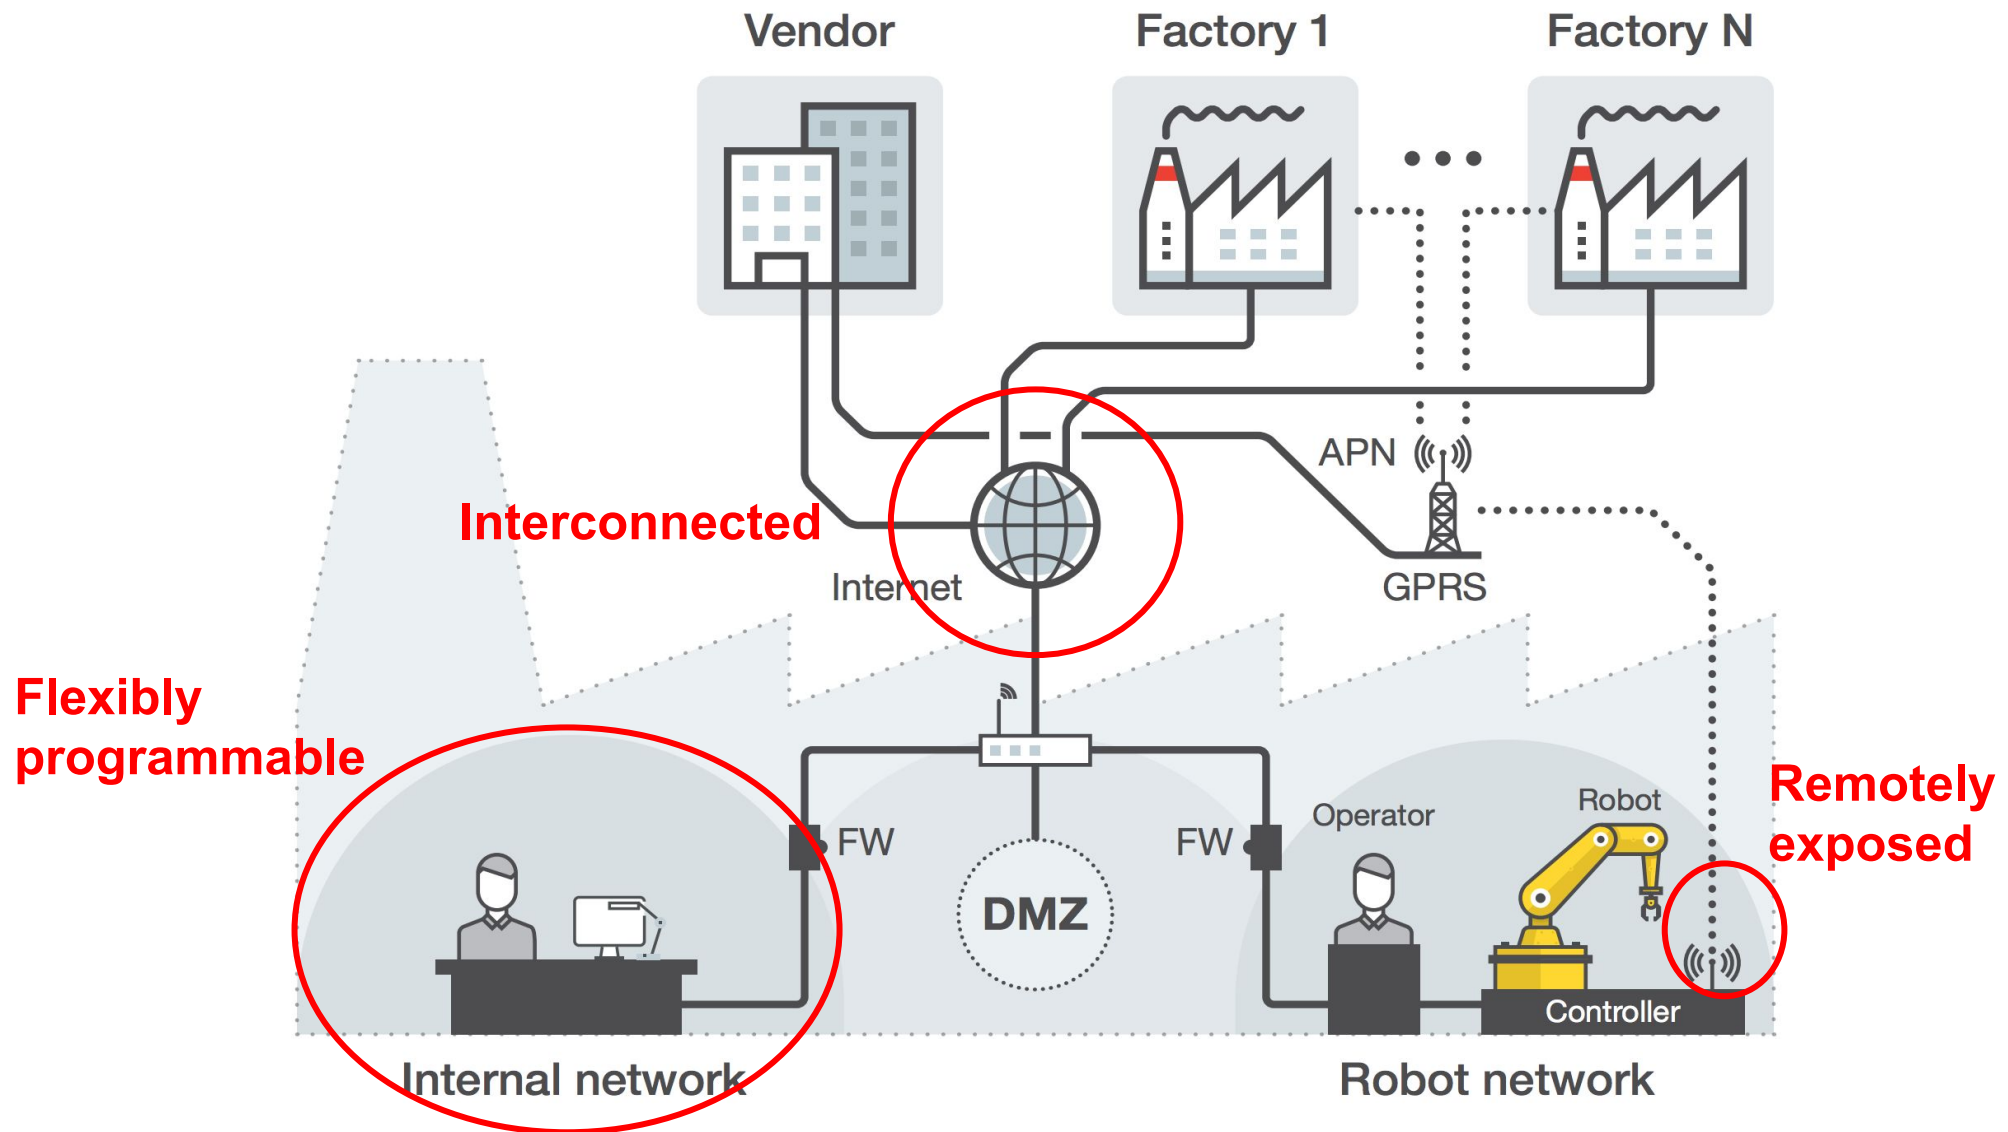 Vendor
Factory 1
Factory N
APN
Interconnected
Internet
GPRS
Flexibly
programmable
Remotely
exposed
Robot
Operator
FW
FW
DMZ
Controller
Internal network
Robot network